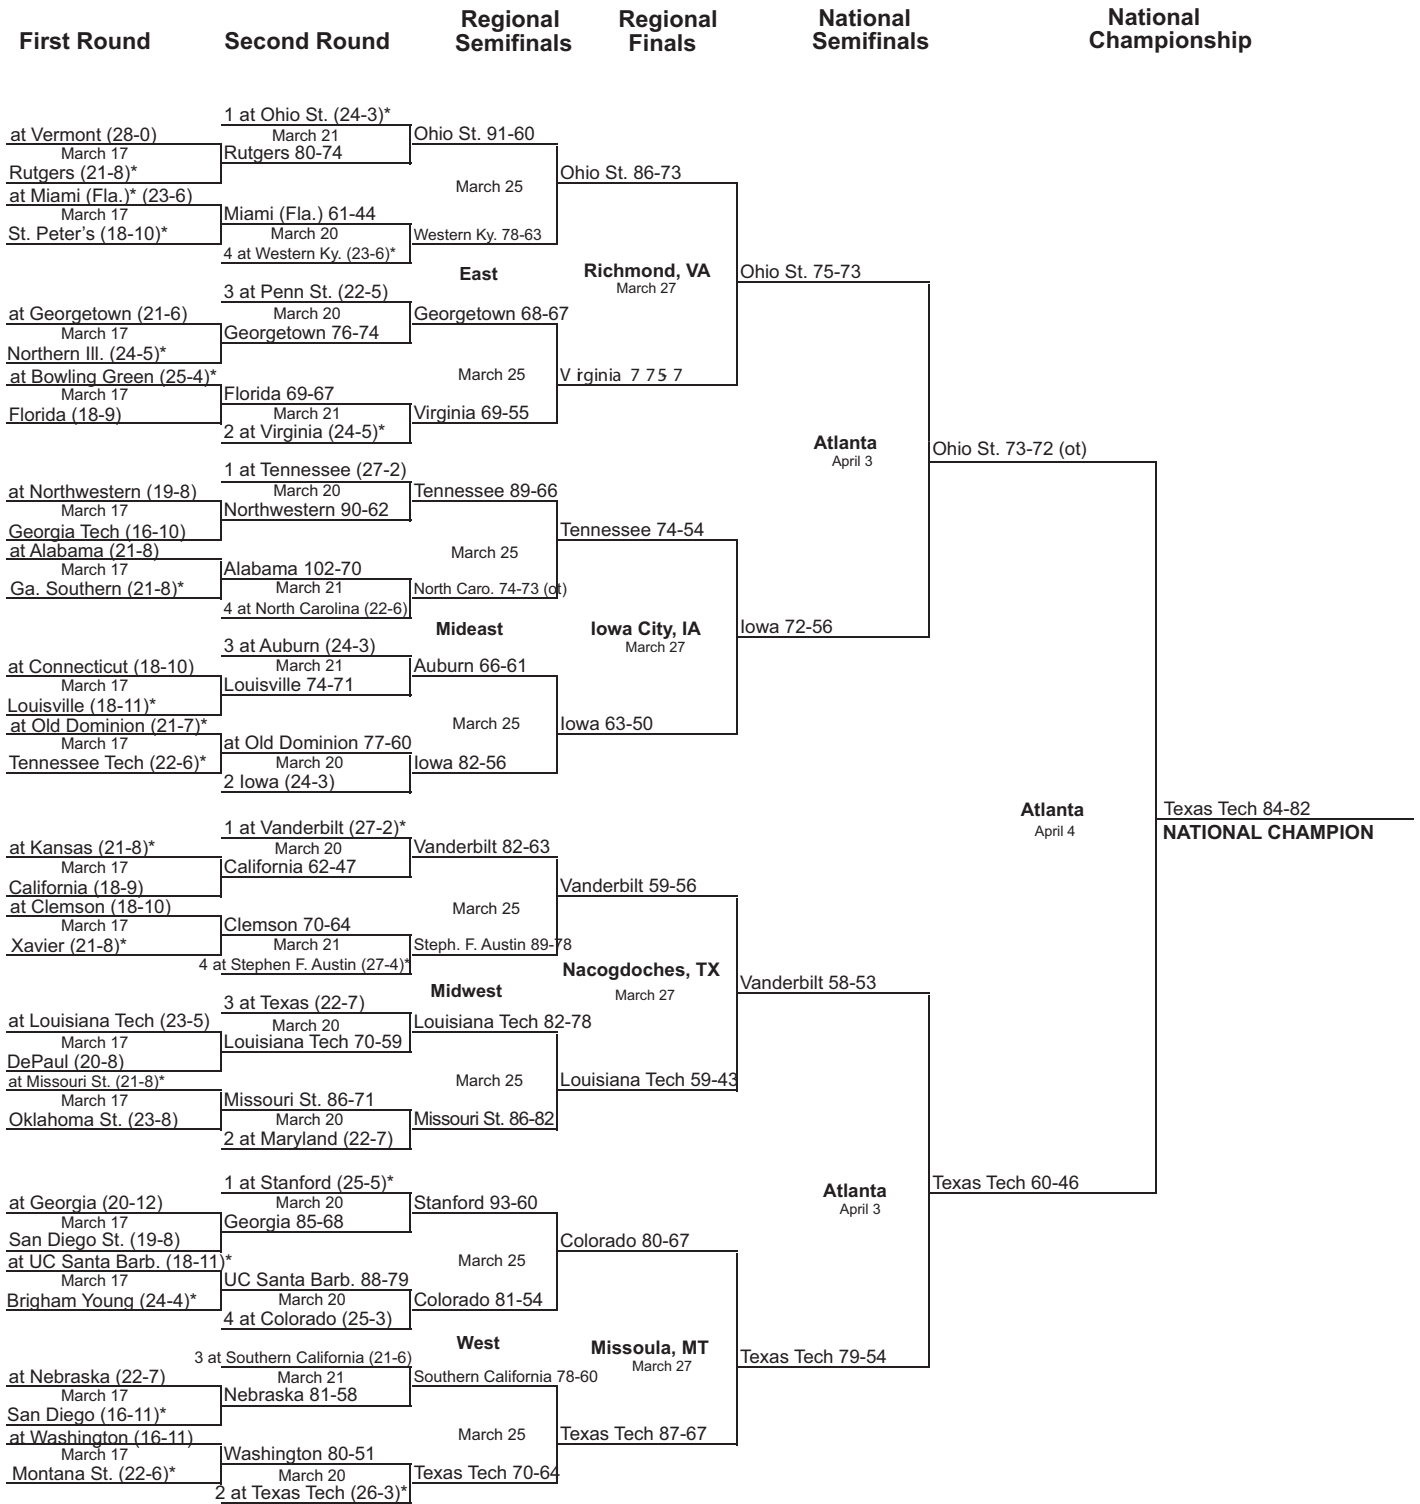 First Round
Second Round
Regional Semifinals
Regional Finals
National Semifinals
National Championship
at Vermont (28-0)
March 17
Rutgers (21-8)*
at Miami (Fla.)* (23-6)
March 17
St. Peter's (18-10)*
at Georgetown (21-6)
March 17
Northern Ill. (24-5)*
at Bowling Green (25-4)*
March 17
Florida (18-9)
at Northwestern (19-8)
March 17
Georgia Tech (16-10)
at Alabama (21-8)
March 17
Ga. Southern (21-8)*
at Connecticut (18-10)
March 17
Louisville (18-11)*
at Old Dominion (21-7)*
March 17
Tennessee Tech (22-6)*
at Kansas (21-8)*
March 17
California (18-9)
at Clemson (18-10)
March 17
Xavier (21-8)*
at Louisiana Tech (23-5)
March 17
DePaul (20-8)
at Missouri St. (21-8)*
March 17
Oklahoma St. (23-8)
at Georgia (20-12)
March 17
San Diego St. (19-8)
at UC Santa Barb. (18-11)*
March 17
Brigham Young (24-4)*
at Nebraska (22-7)
March 17
San Diego (16-11)*
at Washington (16-11)
March 17
Montana St. (22-6)*
1 at Ohio St. (24-3)*
March 21
Rutgers 80-74
Miami (Fla.) 61-44
March 20
4 at Western Ky. (23-6)*
3 at Penn St. (22-5)
March 20
Georgetown 76-74
Florida 69-67
March 21
2 at Virginia (24-5)*
1 at Tennessee (27-2)
March 20
Northwestern 90-62
Alabama 102-70
March 21
4 at North Carolina (22-6)
3 at Auburn (24-3)
March 21
Louisville 74-71
at Old Dominion 77-60
March 20
2 Iowa (24-3)
1 at Vanderbilt (27-2)*
March 20
California 62-47
Clemson 70-64
March 21
4 at Stephen F. Austin (27-4)*
3 at Texas (22-7)
March 20
Louisiana Tech 70-59
Missouri St. 86-71
March 20
2 at Maryland (22-7)
1 at Stanford (25-5)*
March 20
Georgia 85-68
UC Santa Barb. 88-79
March 20
4 at Colorado (25-3)
3 at Southern California (21-6)
March 21
Nebraska 81-58
Washington 80-51
March 20
2 at Texas Tech (26-3)*
Ohio St. 91-60
March 25
Western Ky. 78-63
East
Georgetown 68-67
March 25
Virginia 69-55
Tennessee 89-66
March 25
North Caro. 74-73 (ot)
Mideast
Auburn 66-61
March 25
Iowa 82-56
Vanderbilt 82-63
March 25
Steph. F. Austin 89-78
Midwest
Louisiana Tech 82-78
March 25
Missouri St. 86-82
Stanford 93-60
March 25
Colorado 81-54
West
Southern California 78-60
March 25
Texas Tech 70-64
Ohio St. 86-73
Richmond, VA
March 27
Virginia 7 75 7
Tennessee 74-54
Iowa City, IA
March 27
Iowa 63-50
Vanderbilt 59-56
Nacogdoches, TX
March 27
Louisiana Tech 59-43
Colorado 80-67
Missoula, MT
March 27
Texas Tech 87-67
Ohio St. 75-73
Atlanta
April 3
Iowa 72-56
Vanderbilt 58-53
Atlanta
April 3
Texas Tech 79-54
Ohio St. 73-72 (ot)
Atlanta
April 4
Texas Tech 60-46
Texas Tech 84-82
NATIONAL CHAMPION